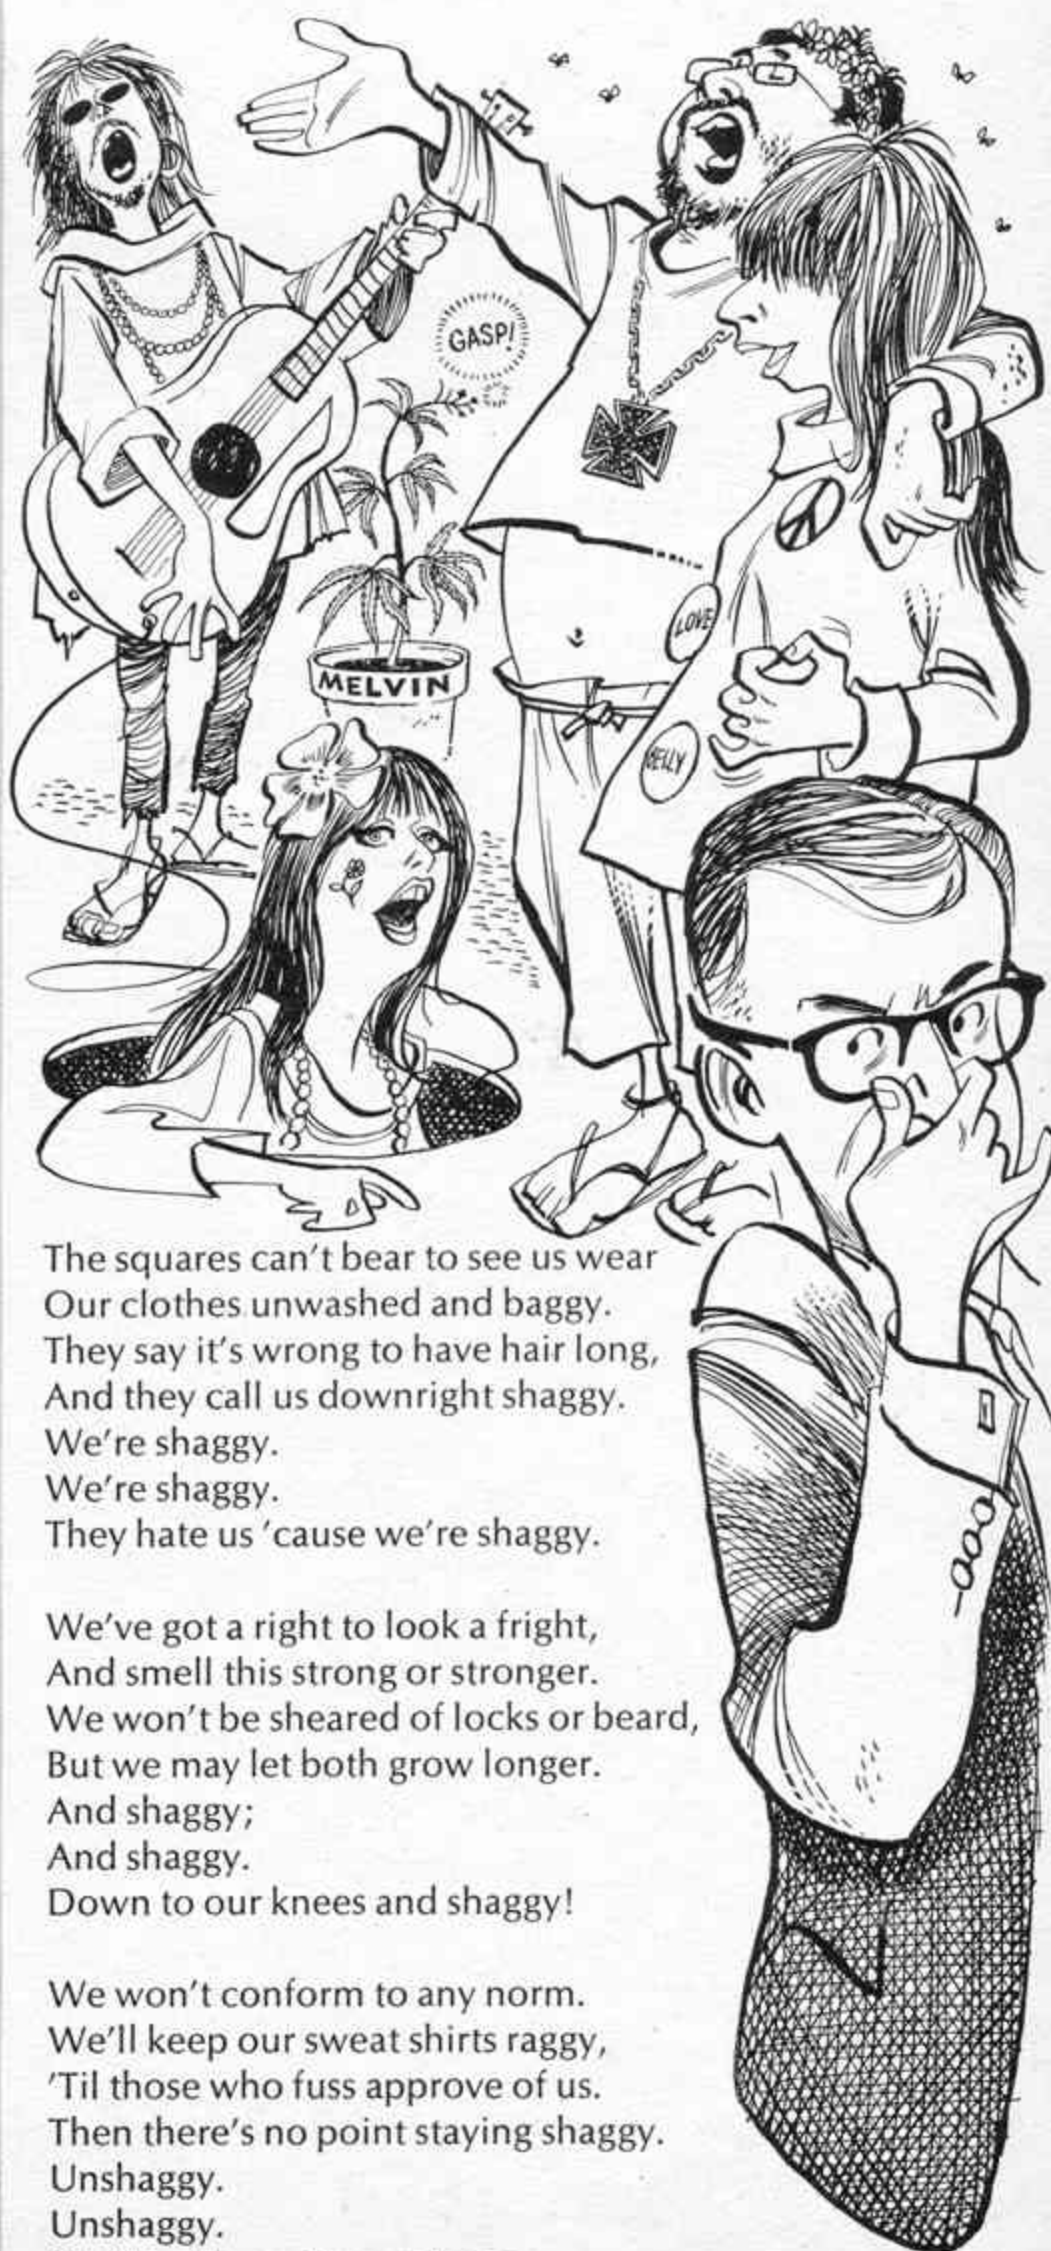 GASP!
MELVIN
LOVE
The squares can't bear to see us wear
Our clothes unwashed and baggy.
They say it's wrong to have hair long,
And they call us downright shaggy.
We're shaggy.
We're shaggy.
They hate us 'cause we're shaggy.
We've got a right to look a fright,
And smell this strong or stronger.
We won't be sheared of locks or beard,
But we may let both grow longer.
And shaggy;
And shaggy.
Down to our knees and shaggy!
We won't conform to any norm.
We'll keep our sweat shirts raggy,
'Til those who fuss approve of us.
Then there's no point staying shaggy.
Unshaggy.
Unshaggy.